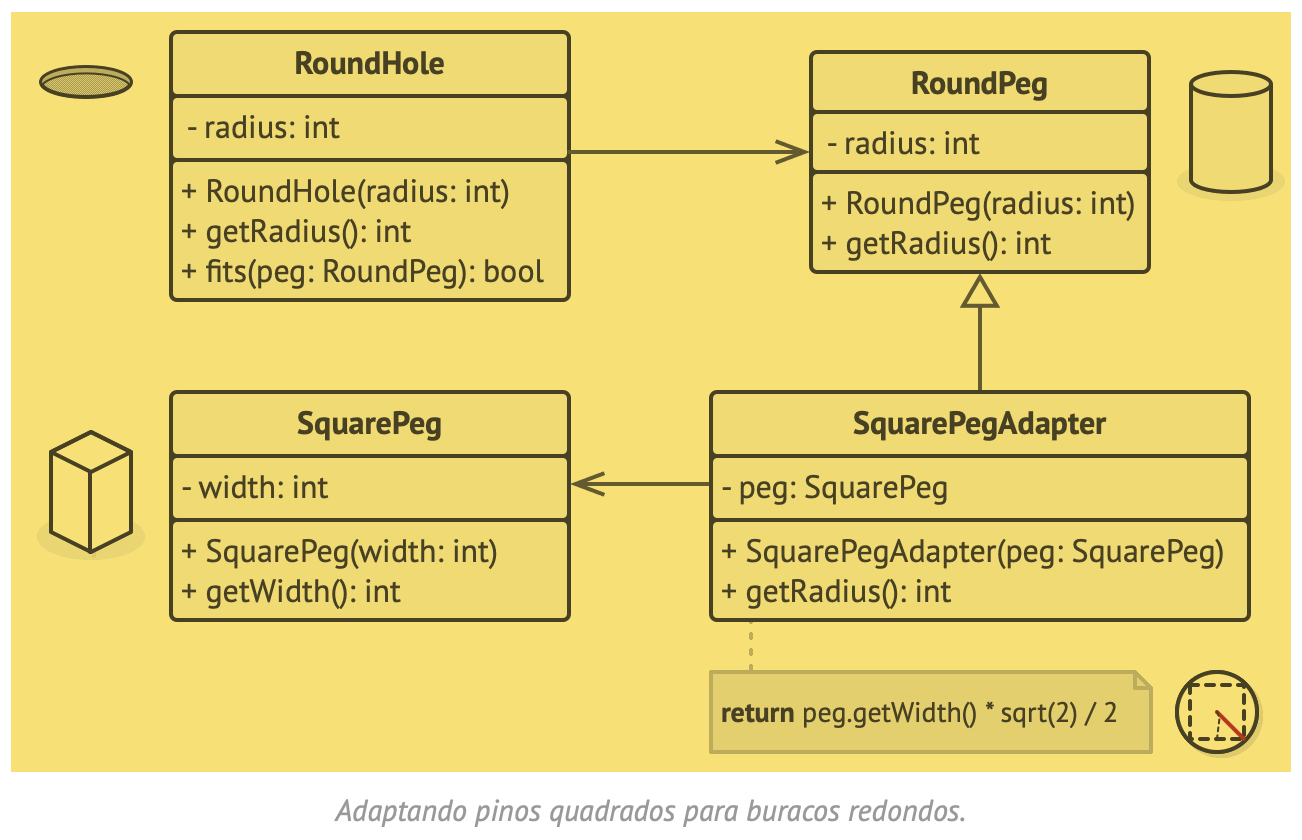 RoundHole
- radius: int
+ RoundHole(radius: int)
+ getRadius(): int
+ fits(peg: RoundPeg): bool
RoundPeg
- radius: int
+ RoundPeg(radius: int)
+ getRadius(): int
SquarePeg
- width: int
+ SquarePeg(width: int)
+ getWidth(): int
SquarePegAdapter
- peg: SquarePeg
+ SquarePegAdapter(peg: SquarePeg)
+ getRadius(): int
return peg.getWidth() * sqrt(2) / 2
Adaptando pinos quadrados para buracos redondos.